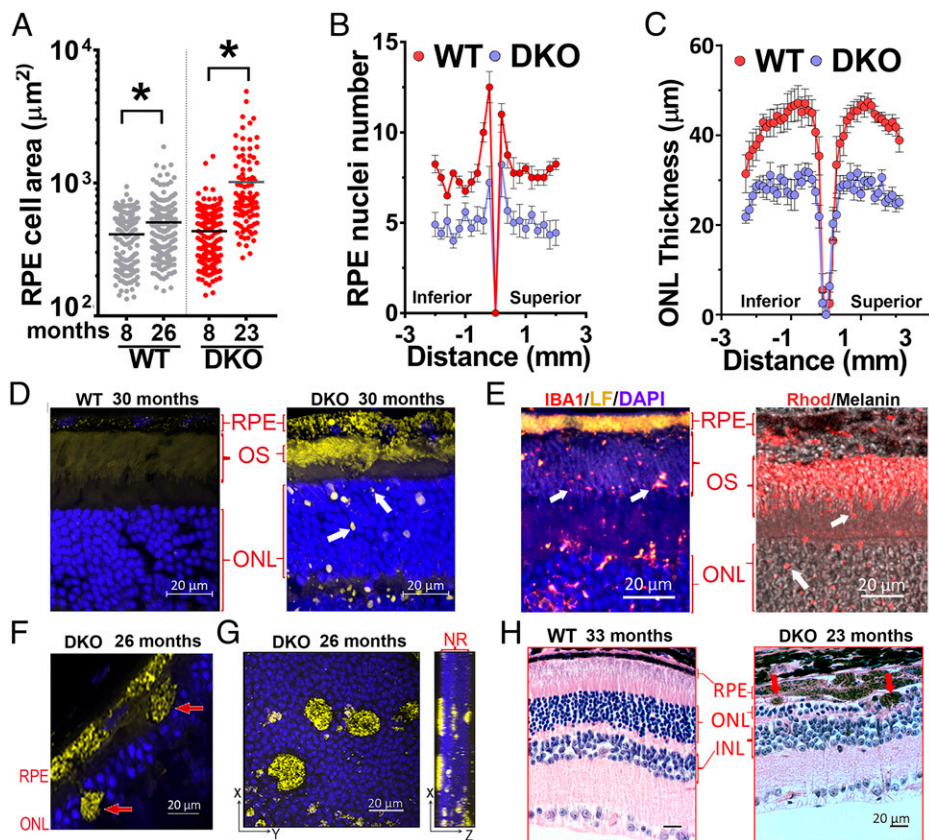 A
RPE cell area (µm²)
10⁴
10³
10²
* *
months 8 26 8 23
WT DKO
B
WT DKO
RPE nuclei number
15
10
5
0
Inferior Superior
-3 -1 1 3
Distance (mm)
C
WT DKO
ONL Thickness (µm)
60
40
20
0
Inferior Superior
-3 -1 1 3
Distance (mm)
D
WT 30 months
DKO 30 months
RPE
OS
ONL
20 µm
20 µm
E
IBA1/LF/DAPI
Rhod/Melanin
RPE
OS
ONL
20 µm
20 µm
F
DKO 26 months
RPE
ONL
20 µm
G
DKO 26 months
NR
20 µm
X
Y
X
Z
H
WT 33 months
DKO 23 months
RPE
ONL
INL
20 µm